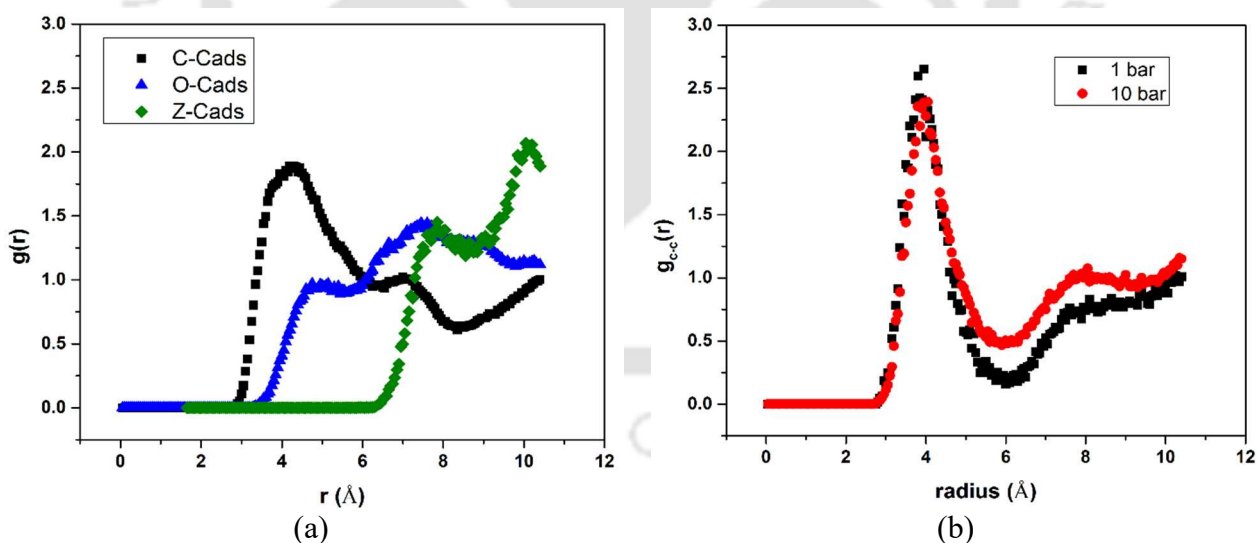 3.0
2.5
2.0
1.5
1.0
0.5
0.0
g(r)
C-Cads
O-Cads
Z-Cads
0 2 4 6 8 10 12
r (Å)
(a)
3.0
2.5
2.0
1.5
1.0
0.5
0.0
g_{c-c}(r)
1 bar
10 bar
0 2 4 6 8 10 12
radius (Å)
(b)